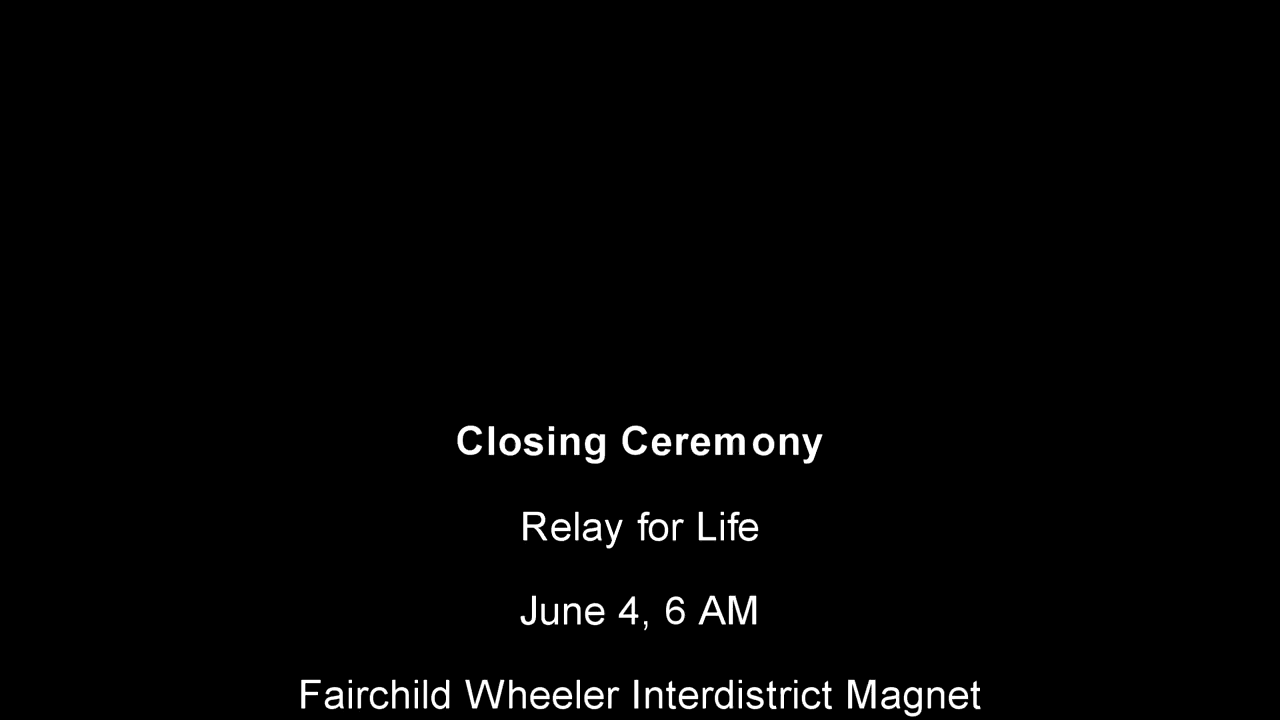 Closing Ceremony
Relay for Life
June 4, 6 AM
Fairchild Wheeler Interdistrict Magnet